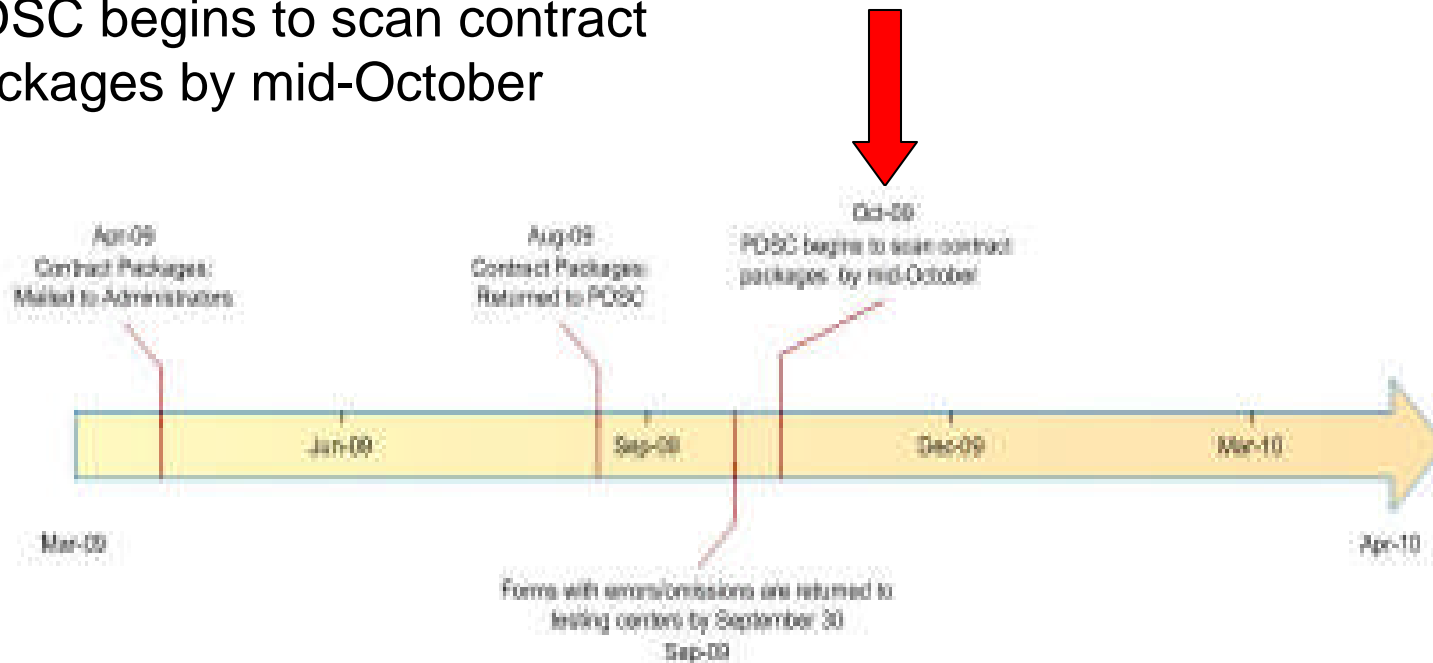 OSC begins to scan contract
ckages by mid-October
Oct-09
PDSC begins to scan contract
packages by mid-October
Apr-09
Contract Packages:
Mailed to Administrators
Aug-09
Contract Packages:
Returned to PDSC
Jun-09
Sep-09
Dec-09
Mar-10
Mar-09
Apr-10
Forms with errors/omissions are returned to
testing centers by September 30
Sep-09